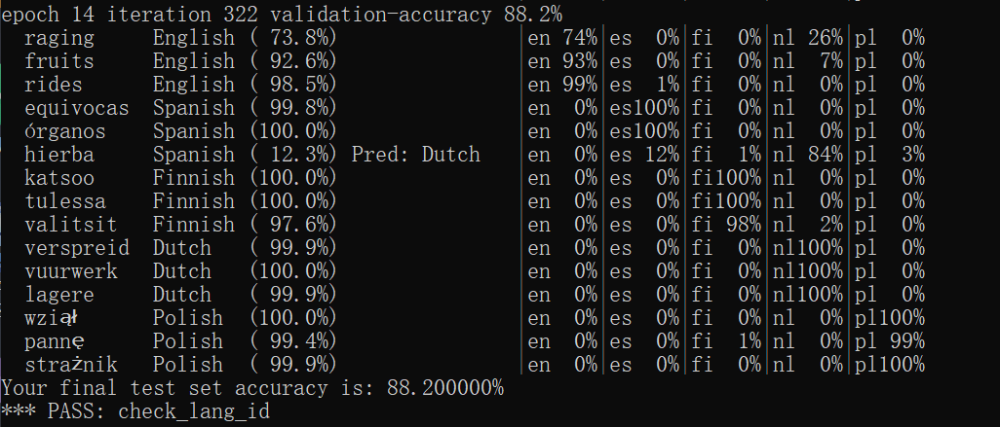 epoch 14 iteration 322 validation-accuracy 88.2%
  raging    English ( 73.8%)                |en 74%|es  0%|fi  0%|nl 26%|pl  0%
  fruits    English ( 92.6%)                |en 93%|es  0%|fi  0%|nl  7%|pl  0%
  rides     English ( 98.5%)                |en 99%|es  1%|fi  0%|nl  0%|pl  0%
  equivocas Spanish ( 99.8%)                |en  0%|es100%|fi  0%|nl  0%|pl  0%
  órganos   Spanish (100.0%)                |en  0%|es100%|fi  0%|nl  0%|pl  0%
  hierba    Spanish ( 12.3%) Pred: Dutch    |en  0%|es 12%|fi  1%|nl 84%|pl  3%
  katsoo    Finnish (100.0%)                |en  0%|es  0%|fi100%|nl  0%|pl  0%
  tulessa   Finnish (100.0%)                |en  0%|es  0%|fi100%|nl  0%|pl  0%
  valitsit  Finnish ( 97.6%)                |en  0%|es  0%|fi 98%|nl  2%|pl  0%
  verspreid Dutch   ( 99.9%)                |en  0%|es  0%|fi  0%|nl100%|pl  0%
  vuurwerk  Dutch   (100.0%)                |en  0%|es  0%|fi  0%|nl100%|pl  0%
  lagere    Dutch   ( 99.9%)                |en  0%|es  0%|fi  0%|nl100%|pl  0%
  wziął     Polish  (100.0%)                |en  0%|es  0%|fi  0%|nl  0%|pl100%
  pannę     Polish  ( 99.4%)                |en  0%|es  0%|fi  1%|nl  0%|pl 99%
  strażnik  Polish  ( 99.9%)                |en  0%|es  0%|fi  0%|nl  0%|pl100%
Your final test set accuracy is: 88.200000%
*** PASS: check_lang_id